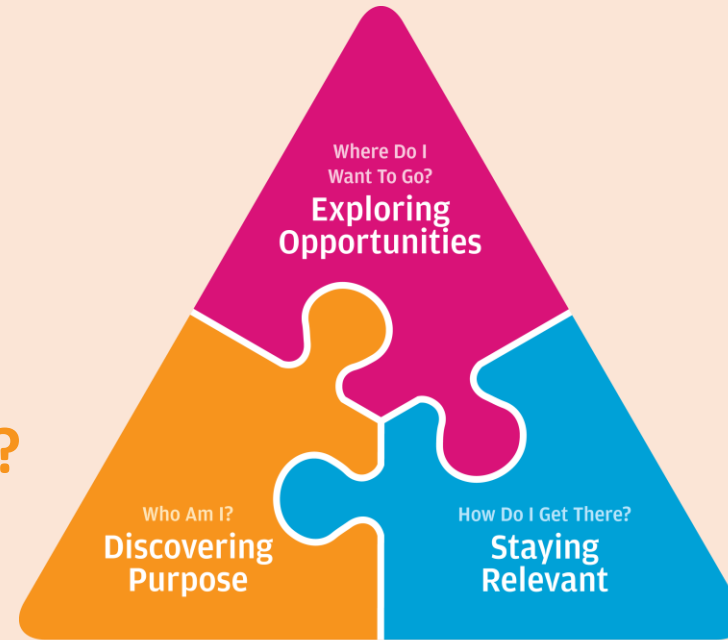 Where Do I
Want To Go?
Exploring
Opportunities
?
Who Am I?
Discovering
Purpose
How Do I Get There?
Staying
Relevant